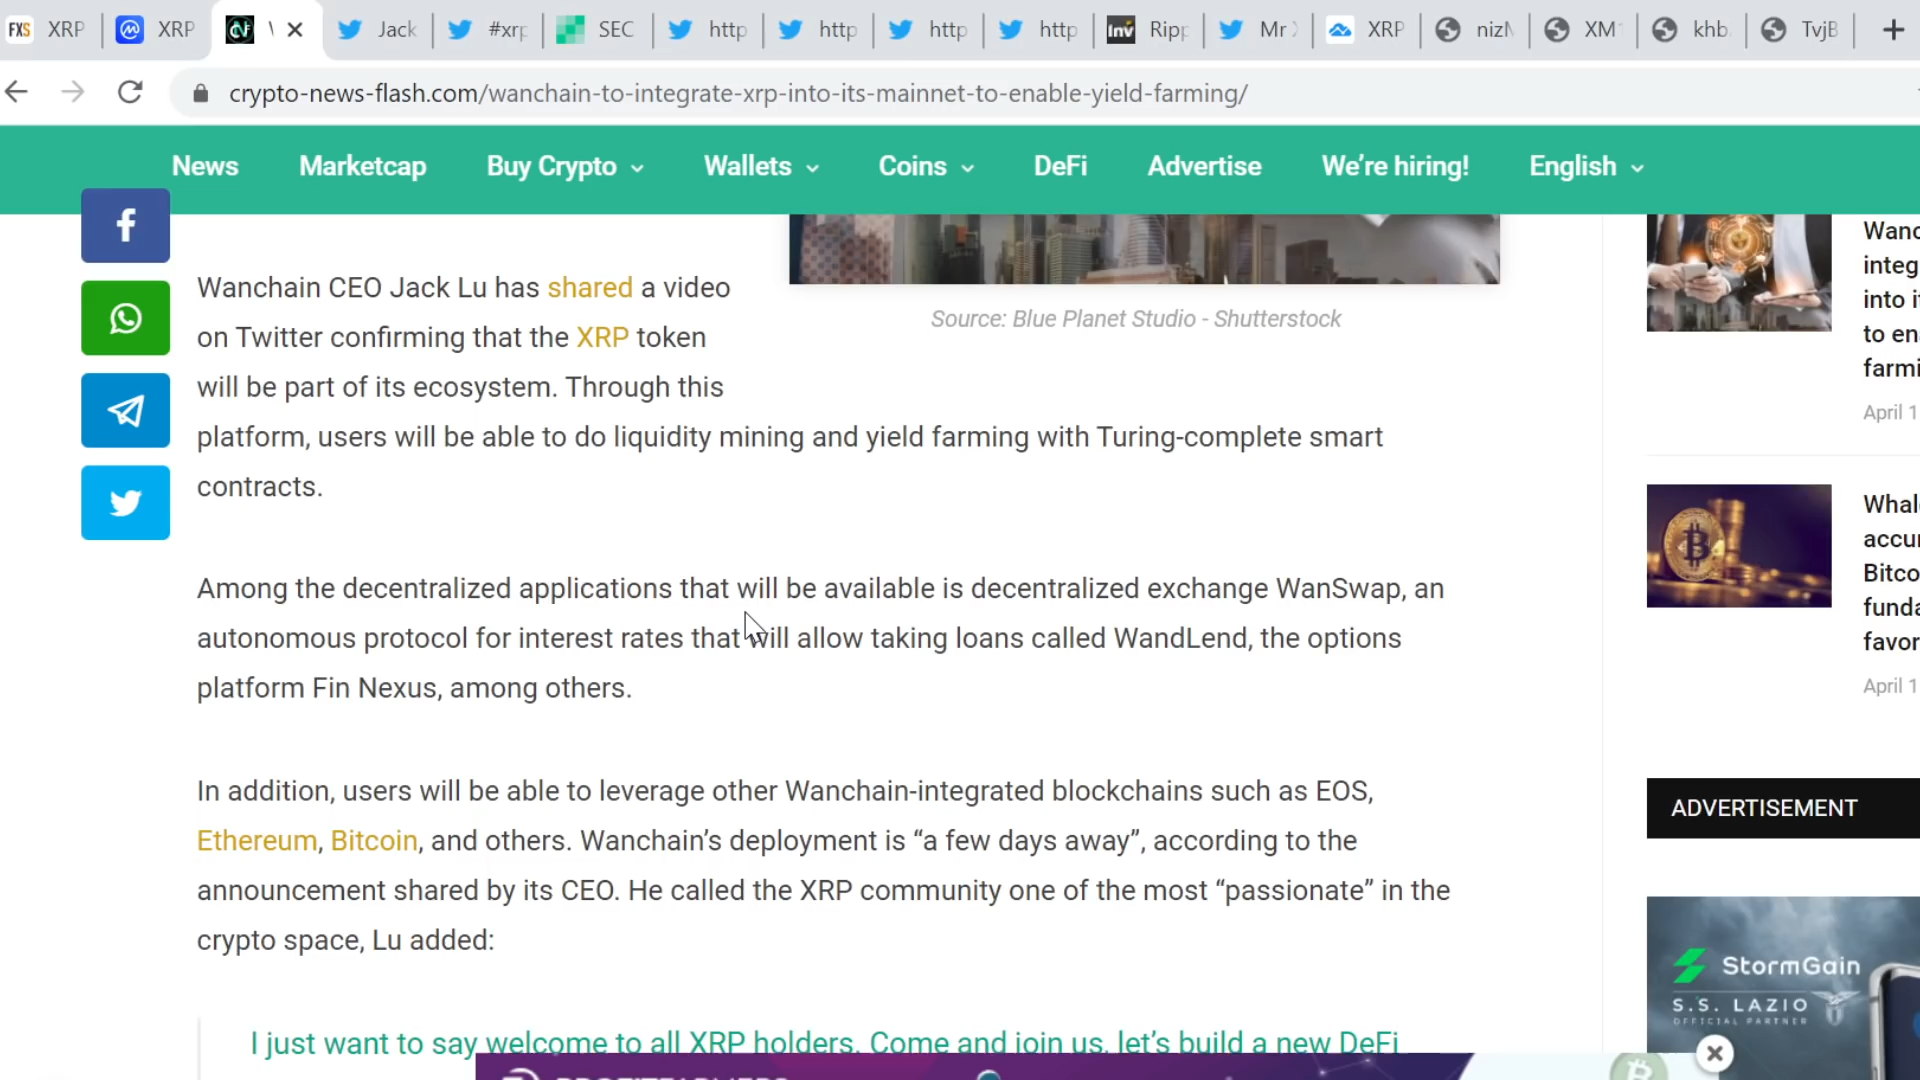 FXS XRP
XRP
Jack
#xrp
SEC
http
http
http
http
Inv Ripp
Mr X
XRP
nizM
XM
khb
TvjB
crypto-news-flash.com/wanchain-to-integrate-xrp-into-its-mainnet-to-enable-yield-farming/
News Marketcap Buy Crypto Wallets Coins DeFi Advertise We're hiring! English
Wanchain CEO Jack Lu has shared a video
on Twitter confirming that the XRP token
will be part of its ecosystem. Through this
platform, users will be able to do liquidity mining and yield farming with Turing-complete smart
contracts.
Source: Blue Planet Studio - Shutterstock
Among the decentralized applications that will be available is decentralized exchange WanSwap, an
autonomous protocol for interest rates that will allow taking loans called WandLend, the options
platform Fin Nexus, among others.
In addition, users will be able to leverage other Wanchain-integrated blockchains such as EOS,
Ethereum, Bitcoin, and others. Wanchain's deployment is “a few days away”, according to the
announcement shared by its CEO. He called the XRP community one of the most “passionate” in the
crypto space, Lu added:
I just want to say welcome to all XRP holders. Come and join us, let's build a new DeFi
Wanc
integ
into i
to en
farmi
April 1
Whal
accu
Bitco
funda
favor
April 1
ADVERTISEMENT
StormGain
S.S. LAZIO
OFFICIAL PARTNER